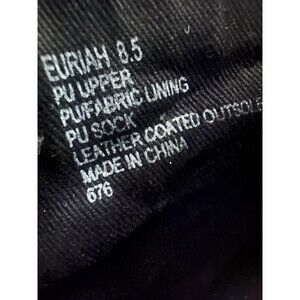 EURIAH 8.5
PU UPPER
PU/FABRIC LINING
PU SOCK
LEATHER COATED OUTSOLE
MADE IN CHINA
676